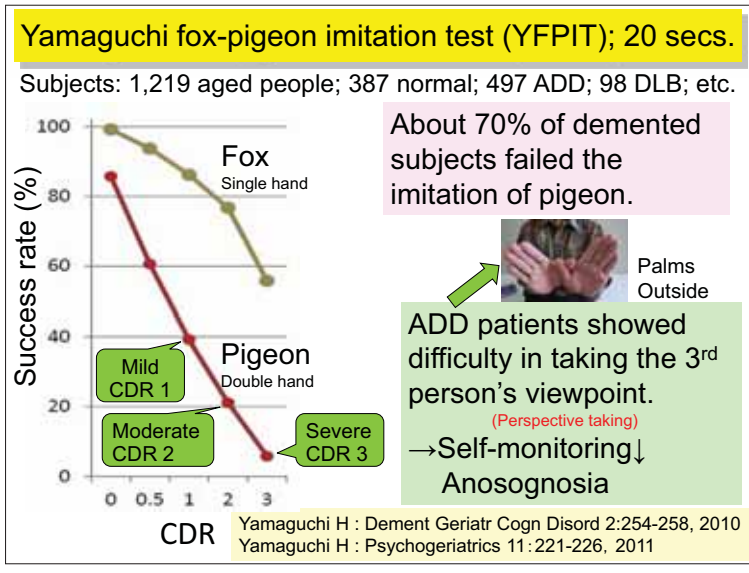 Yamaguchi fox-pigeon imitation test (YFPIT); 20 secs.
Subjects: 1,219 aged people; 387 normal; 497 ADD; 98 DLB; etc.
Success rate (%)
100
80
60
40
20
0
0 0.5 1 2 3
CDR
Fox
Single hand
Pigeon
Double hand
Mild
CDR 1
Moderate
CDR 2
Severe
CDR 3
About 70% of demented
subjects failed the
imitation of pigeon.
Palms
Outside
ADD patients showed
difficulty in taking the 3rd
person's viewpoint.
(Perspective taking)
→Self-monitoring↓
Anosognosia
Yamaguchi H : Dement Geriatr Cogn Disord 2:254-258, 2010
Yamaguchi H : Psychogeriatrics 11:221-226, 2011